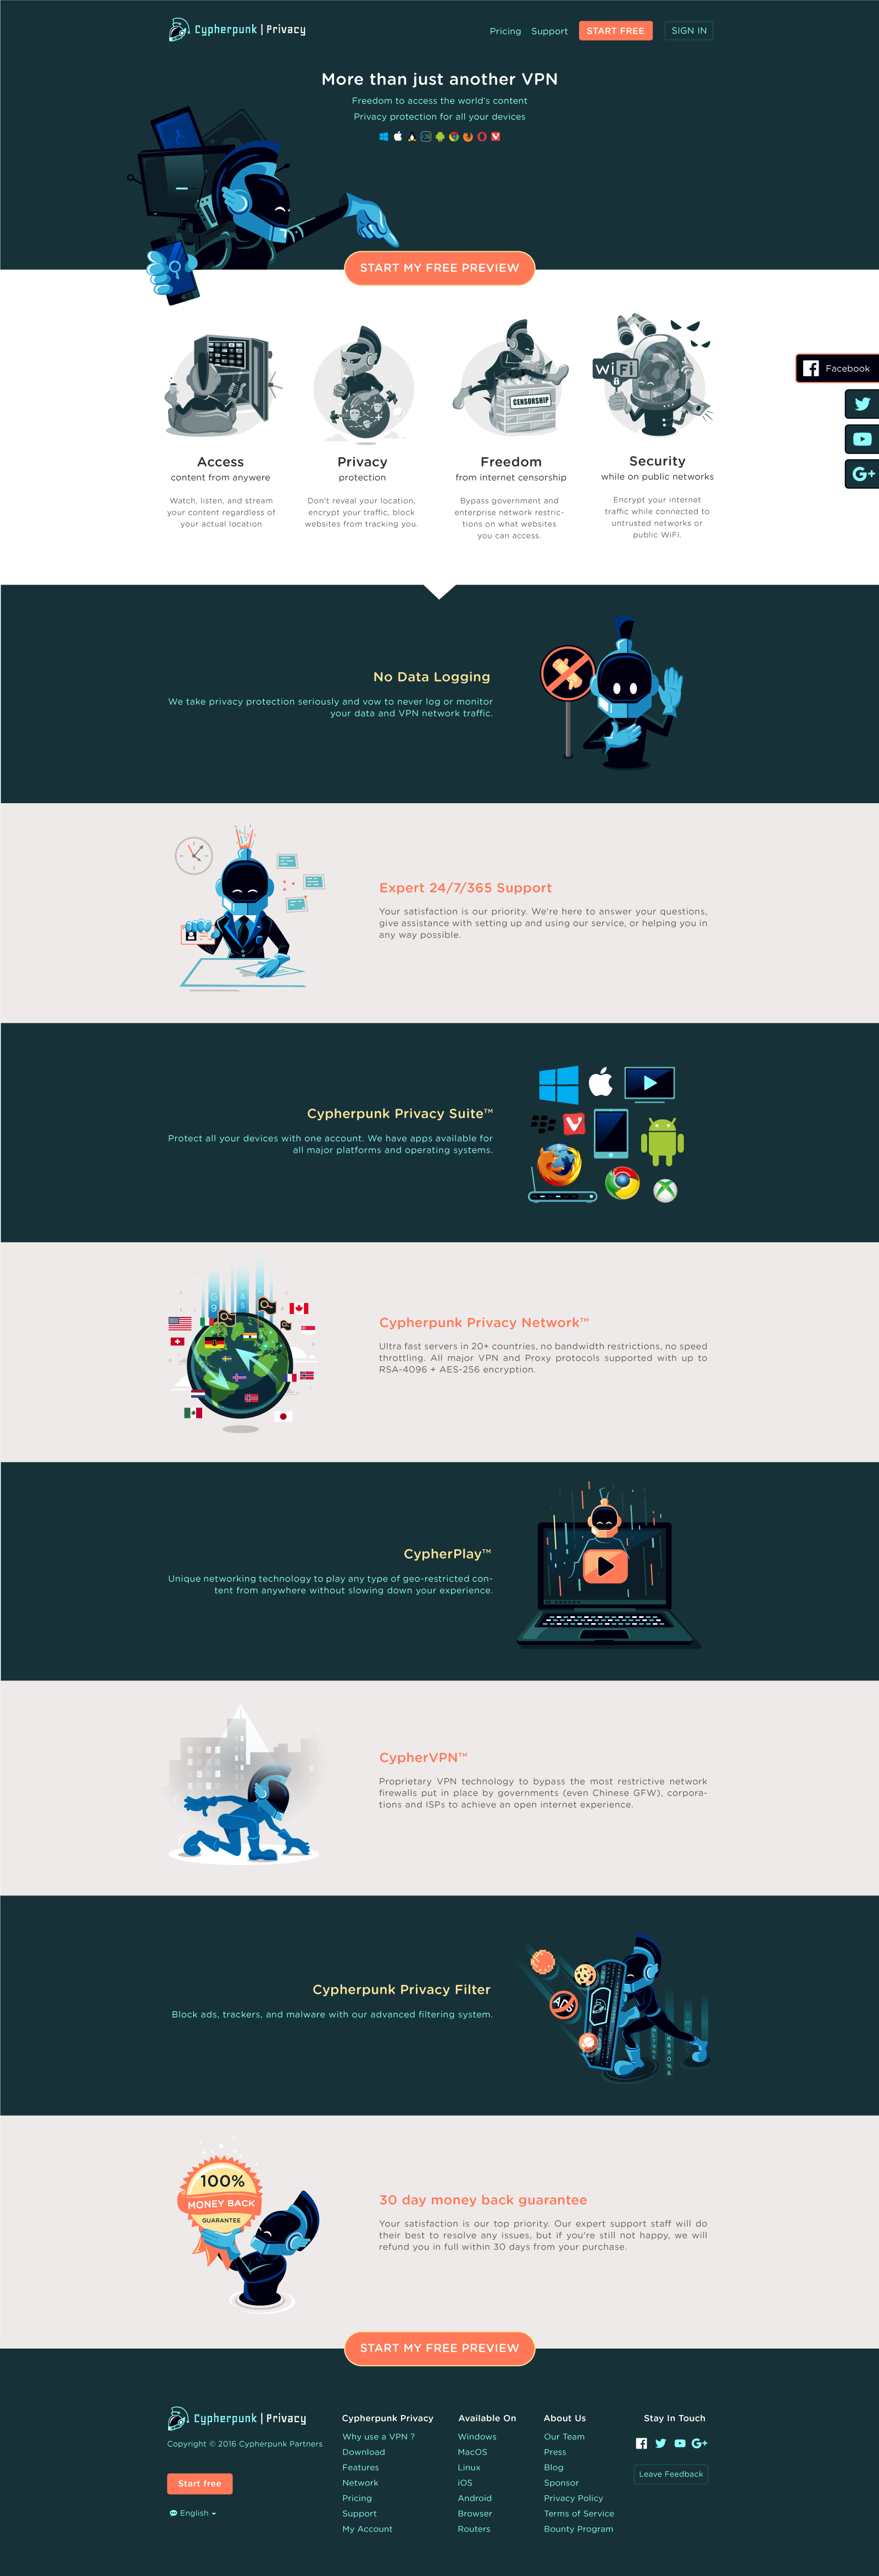 Cypherpunk | Privacy
Pricing Support START FREE SIGN IN
More than just another VPN
Freedom to access the world's content
Privacy protection for all your devices
START MY FREE PREVIEW
Facebook
WiFi
CENSORSHIP
Access
content from anywere
Watch, listen, and stream
your content regardless of
your actual location
Privacy
protection
Don't reveal your location,
encrypt your traffic, block
websites from tracking you.
Freedom
from internet censorship
Bypass government and
enterprise network restric-
tions on what websites
you can access.
Security
while on public networks
Encrypt your internet
traffic while connected to
untrusted networks or
public WiFi.
No Data Logging
We take privacy protection seriously and vow to never log or monitor
your data and VPN network traffic.
Expert 24/7/365 Support
Your satisfaction is our priority. We're here to answer your questions,
give assistance with setting up and using our service, or helping you in
any way possible.
Cypherpunk Privacy Suite™
Protect all your devices with one account. We have apps available for
all major platforms and operating systems.
Cypherpunk Privacy Network™
Ultra fast servers in 20+ countries, no bandwidth restrictions, no speed
throttling. All major VPN and Proxy protocols supported with up to
RSA-4096 + AES-256 encryption.
CypherPlay™
Unique networking technology to play any type of geo-restricted con-
tent from anywhere without slowing down your experience.
CypherVPN™
Proprietary VPN technology to bypass the most restrictive network
firewalls put in place by governments (even Chinese GFW), corpora-
tions and ISPs to achieve an open internet experience.
Cypherpunk Privacy Filter
Block ads, trackers, and malware with our advanced filtering system.
ADS
100%
MONEY BACK
GUARANTEE
30 day money back guarantee
Your satisfaction is our top priority. Our expert support staff will do
their best to resolve any issues, but if you're still not happy, we will
refund you in full within 30 days from your purchase.
START MY FREE PREVIEW
Cypherpunk | Privacy
Copyright © 2016 Cypherpunk Partners
Start free
English
Cypherpunk Privacy
Why use a VPN ?
Download
Features
Network
Pricing
Support
My Account
Available On
Windows
MacOS
Linux
iOS
Android
Browser
Routers
About Us
Our Team
Press
Blog
Sponsor
Privacy Policy
Terms of Service
Bounty Program
Stay In Touch
Leave Feedback